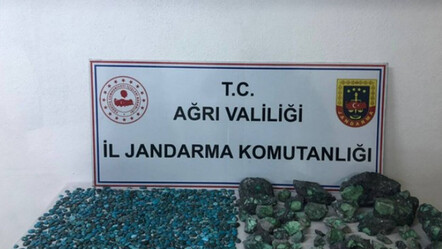 T.C.
AĞRI VALİLİĞİ
İL JANDARMA KOMUTANLIĞI